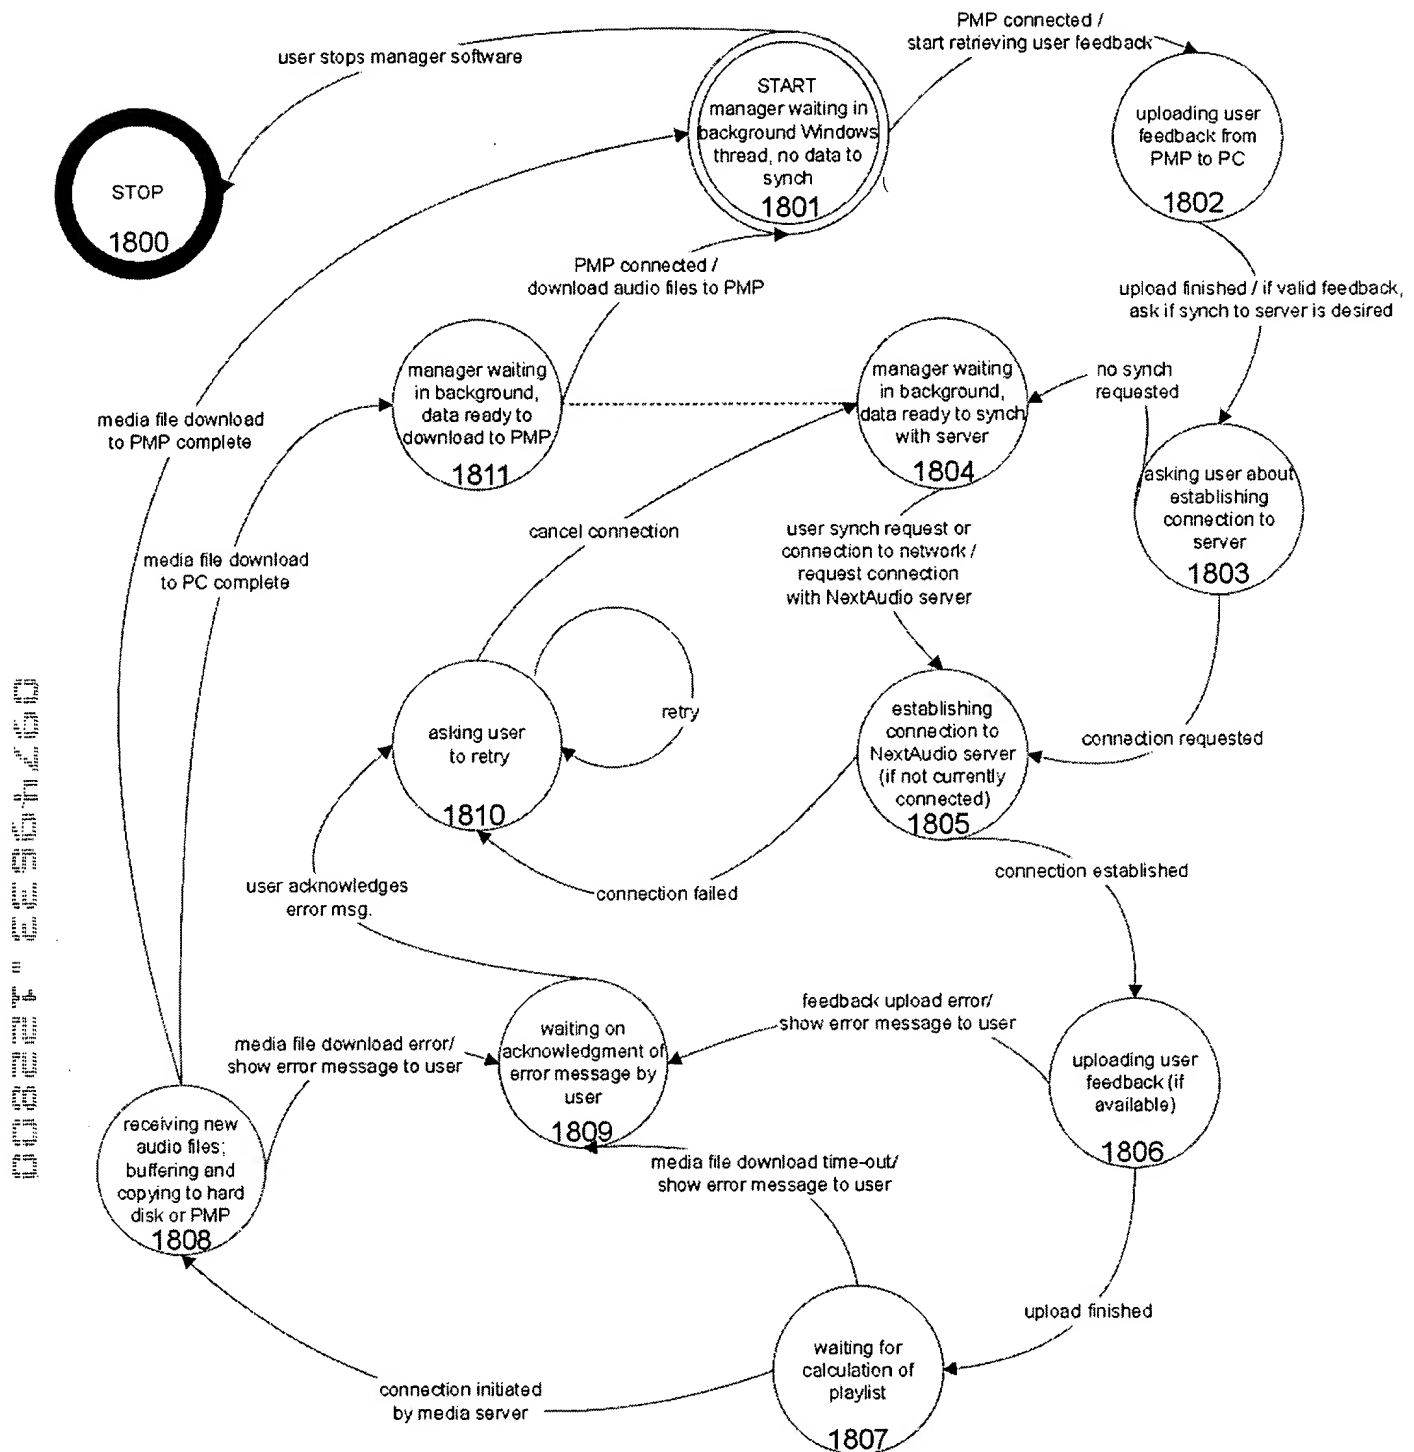 PMP connected /
start retrieving user feedback
user stops manager software
START
manager waiting in
background Windows
thread, no data to
synch
1801
uploading user
feedback from
PMP to PC
1802
STOP
1800
PMP connected /
download audio files to PMP
upload finished / if valid feedback,
ask if synch to server is desired
manager waiting
in background,
data ready to
download to PMP
1811
manager waiting
in background,
data ready to synch
with server
1804
no synch
requested
media file download
to PMP complete
asking user about
establishing
connection to
server
1803
cancel connection
user synch request or
connection to network /
request connection
with NextAudio server
media file download
to PC complete
retry
asking user
to retry
1810
establishing
connection to
NextAudio server
(if not currently
connected)
1805
connection requested
connection established
user acknowledges
error msg.
connection failed
feedback upload error/
show error message to user
media file download error/
show error message to user
waiting on
acknowledgment of
error message by
user
1809
uploading user
feedback (if
available)
1806
receiving new
audio files;
buffering and
copying to hard
disk or PMP
1808
media file download time-out/
show error message to user
upload finished
waiting for
calculation of
playlist
1807
connection initiated
by media server
09745933 "122800